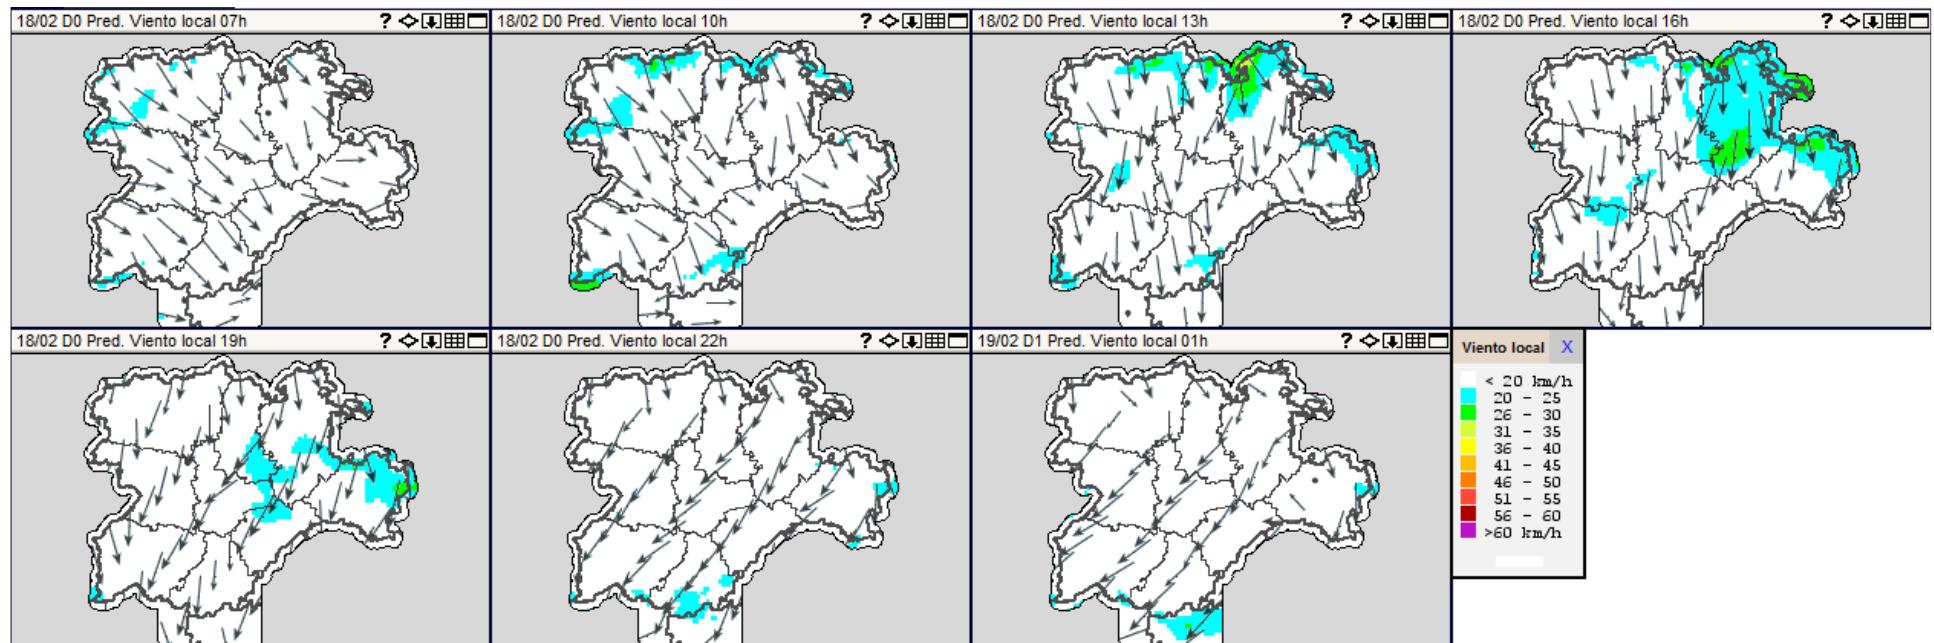 18/02 D0 Pred. Viento local 07h ?
18/02 D0 Pred. Viento local 10h ?
18/02 D0 Pred. Viento local 13h ?
18/02 D0 Pred. Viento local 16h ?
18/02 D0 Pred. Viento local 19h ?
18/02 D0 Pred. Viento local 22h ?
19/02 D1 Pred. Viento local 01h ?
Viento local X
< 20 km/h
20 - 25
26 - 30
31 - 35
36 - 40
41 - 45
46 - 50
51 - 55
56 - 60
>60 km/h